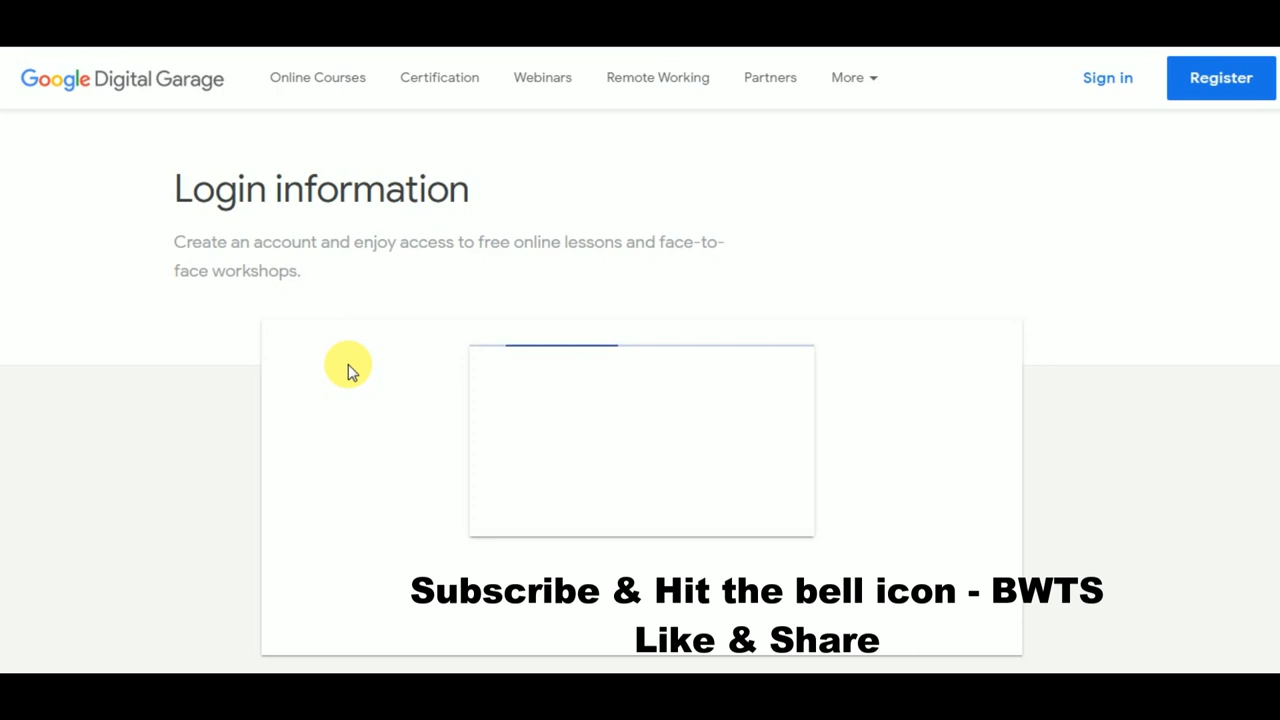 Google Digital Garage Online Courses Certification Webinars Remote Working Partners More Sign in Register
Login information
Create an account and enjoy access to free online lessons and face-to-
face workshops.
Subscribe & Hit the bell icon - BWTS
Like & Share